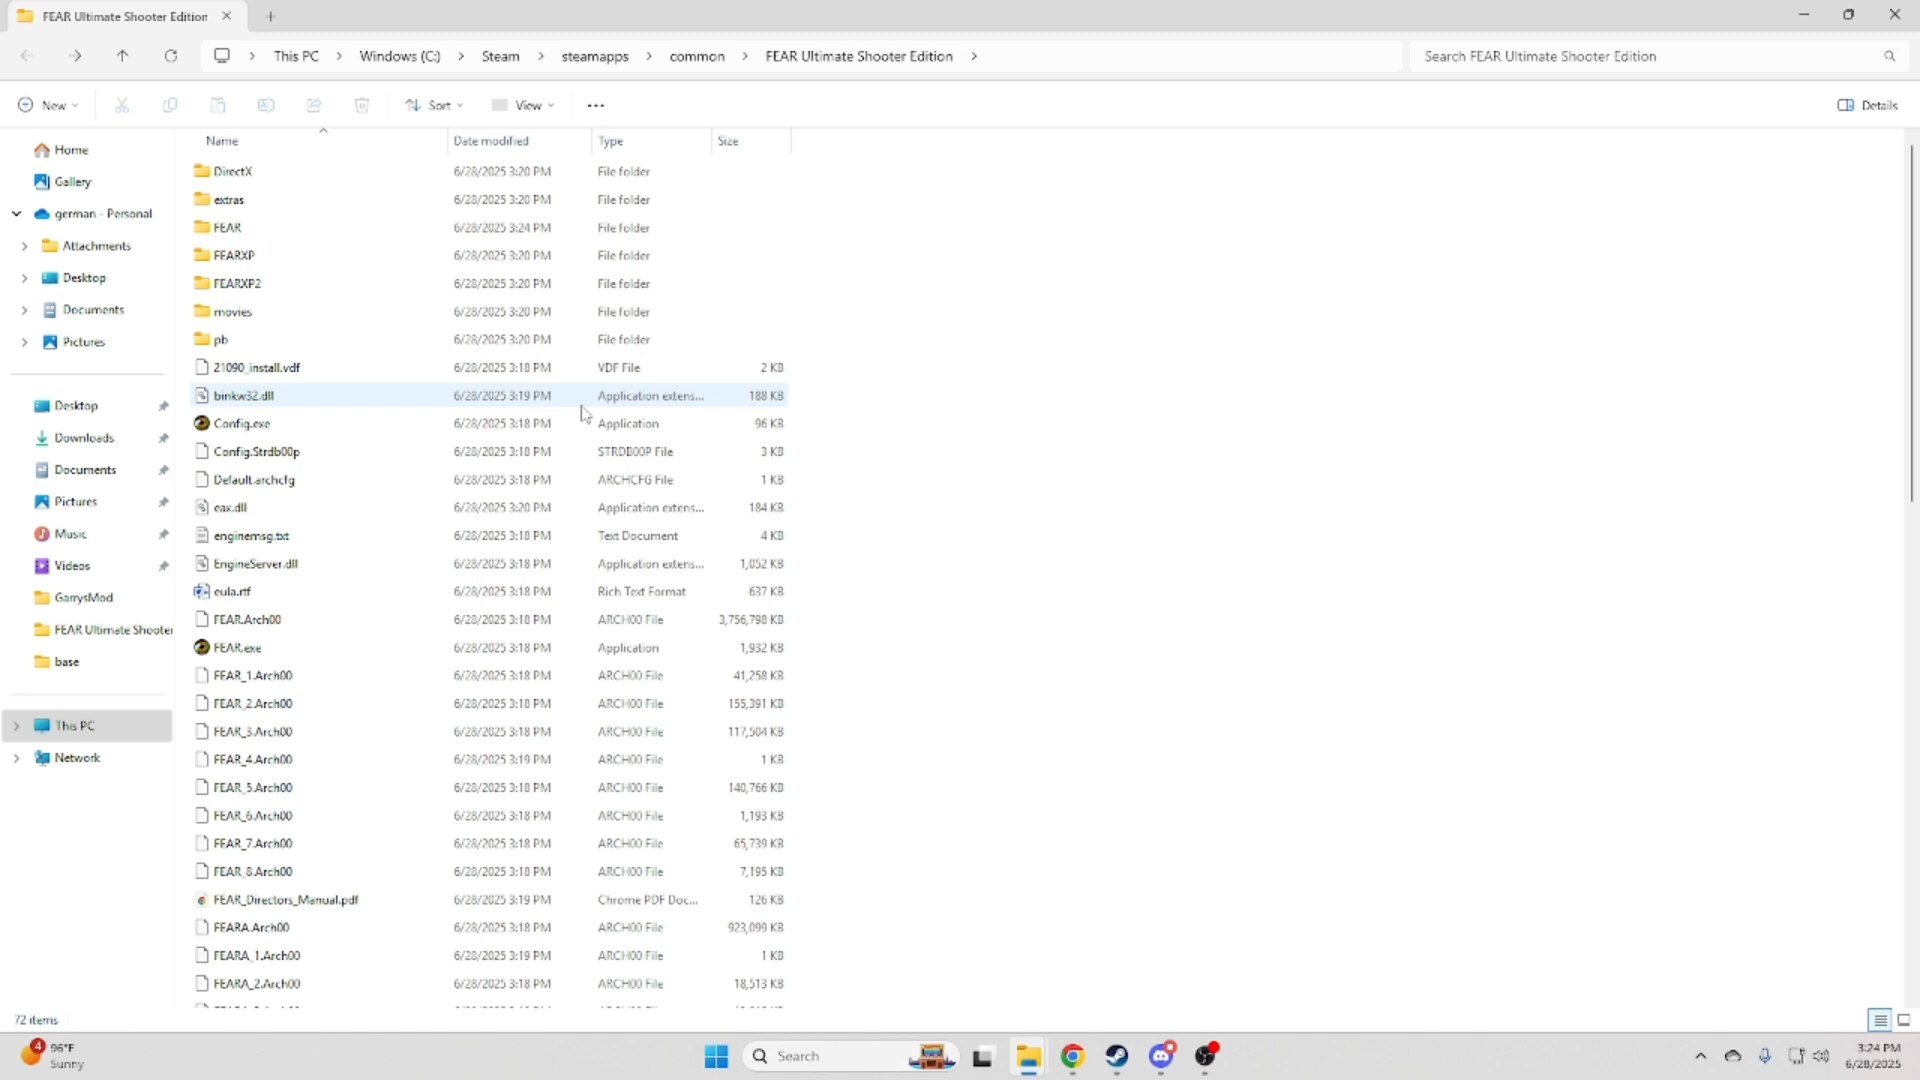 FEAR Ultimate Shooter Edition
This PC > Windows (C:) > Steam > steamapps > common > FEAR Ultimate Shooter Edition >
Search FEAR Ultimate Shooter Edition
New Sort View Details
Home
Gallery
german - Personal
Attachments
Desktop
Documents
Pictures
Desktop
Downloads
Documents
Pictures
Music
Videos
GarrysMod
FEAR Ultimate Shooter
base
This PC
Network
Name Date modified Type Size
DirectX 6/28/2025 3:20 PM File folder
extras 6/28/2025 3:20 PM File folder
FEAR 6/28/2025 3:24 PM File folder
FEARXP 6/28/2025 3:20 PM File folder
FEARXP2 6/28/2025 3:20 PM File folder
movies 6/28/2025 3:20 PM File folder
pb 6/28/2025 3:20 PM File folder
21090_install.vdf 6/28/2025 3:18 PM VDF File 2 KB
binkw32.dll 6/28/2025 3:19 PM Application extens... 188 KB
Config.exe 6/28/2025 3:18 PM Application 96 KB
Config.Strdb00p 6/28/2025 3:18 PM STRDB00P File 3 KB
Default.archcfg 6/28/2025 3:18 PM ARCHCFG File 1 KB
eax.dll 6/28/2025 3:20 PM Application extens... 184 KB
enginemsg.txt 6/28/2025 3:18 PM Text Document 4 KB
EngineServer.dll 6/28/2025 3:18 PM Application extens... 1,052 KB
eula.rtf 6/28/2025 3:18 PM Rich Text Format 637 KB
FEAR.Arch00 6/28/2025 3:18 PM ARCH00 File 3,756,798 KB
FEAR.exe 6/28/2025 3:18 PM Application 1,932 KB
FEAR_1.Arch00 6/28/2025 3:18 PM ARCH00 File 41,258 KB
FEAR_2.Arch00 6/28/2025 3:18 PM ARCH00 File 155,391 KB
FEAR_3.Arch00 6/28/2025 3:18 PM ARCH00 File 117,504 KB
FEAR_4.Arch00 6/28/2025 3:19 PM ARCH00 File 1 KB
FEAR_5.Arch00 6/28/2025 3:18 PM ARCH00 File 140,766 KB
FEAR_6.Arch00 6/28/2025 3:18 PM ARCH00 File 1,193 KB
FEAR_7.Arch00 6/28/2025 3:18 PM ARCH00 File 65,739 KB
FEAR_8.Arch00 6/28/2025 3:18 PM ARCH00 File 7,195 KB
FEAR_Directors_Manual.pdf 6/28/2025 3:19 PM Chrome PDF Doc... 126 KB
FEARA.Arch00 6/28/2025 3:18 PM ARCH00 File 923,099 KB
FEARA_1.Arch00 6/28/2025 3:19 PM ARCH00 File 1 KB
FEARA_2.Arch00 6/28/2025 3:18 PM ARCH00 File 18,513 KB
72 items
4
96°F
Sunny
Search
3:24 PM
6/28/2025